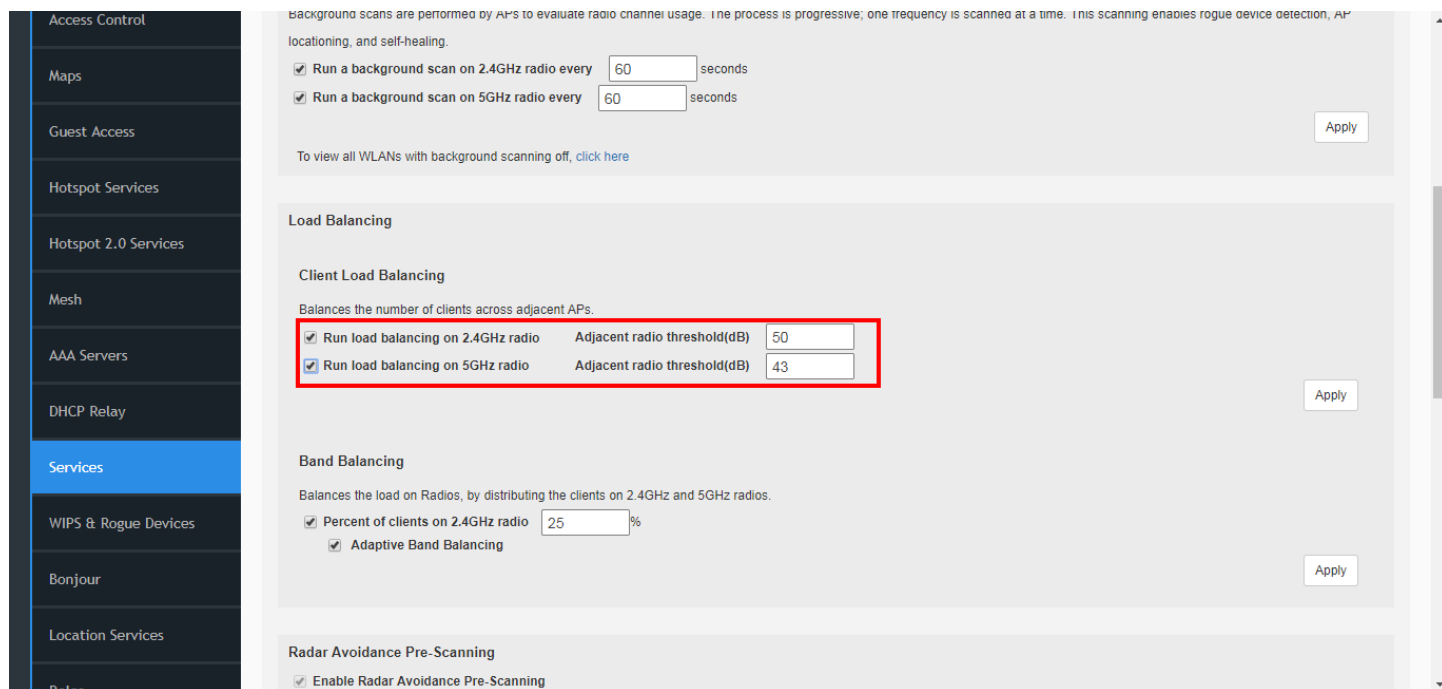 Access Control
Maps
Guest Access
Hotspot Services
Hotspot 2.0 Services
Mesh
AAA Servers
DHCP Relay
Services
WIPS & Rogue Devices
Bonjour
Location Services
Background scans are performed by APs to evaluate radio channel usage. The process is progressive; one frequency is scanned at a time. This scanning enables rogue device detection, AP
locationing, and self-healing.
Run a background scan on 2.4GHz radio every 60 seconds
Run a background scan on 5GHz radio every 60 seconds
Apply
To view all WLANs with background scanning off, click here
Load Balancing
Client Load Balancing
Balances the number of clients across adjacent APs.
Run load balancing on 2.4GHz radio Adjacent radio threshold(dB) 50
Run load balancing on 5GHz radio Adjacent radio threshold(dB) 43
Apply
Band Balancing
Balances the load on Radios, by distributing the clients on 2.4GHz and 5GHz radios.
Percent of clients on 2.4GHz radio 25 %
Adaptive Band Balancing
Apply
Radar Avoidance Pre-Scanning
Enable Radar Avoidance Pre-Scanning